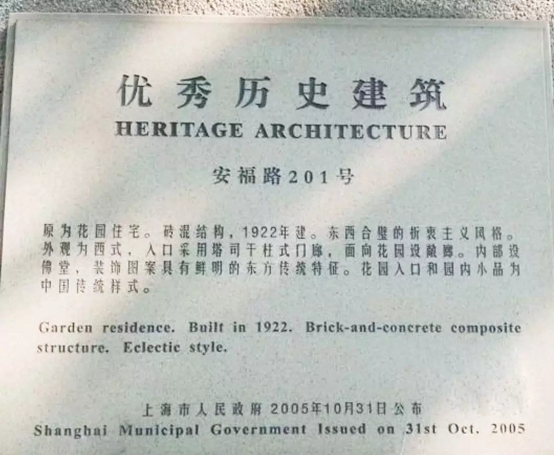 优秀历史建筑
HERITAGE ARCHITECTURE
安福路201号
原为花园住宅。砖混结构，1922年建。东西合璧的折衷主义风格。
外观为西式，入口采用塔司干柱式门廊，面向花园设敞廊。内部设
佛堂，装饰图案具有鲜明的东方传统特征。花园入口和园内小品为
中国传统样式。
Garden residence. Built in 1922. Brick-and-concrete composite
structure. Eclectic style.
上海市人民政府 2005年10月31日公布
Shanghai Municipal Government Issued on 31st Oct. 2005